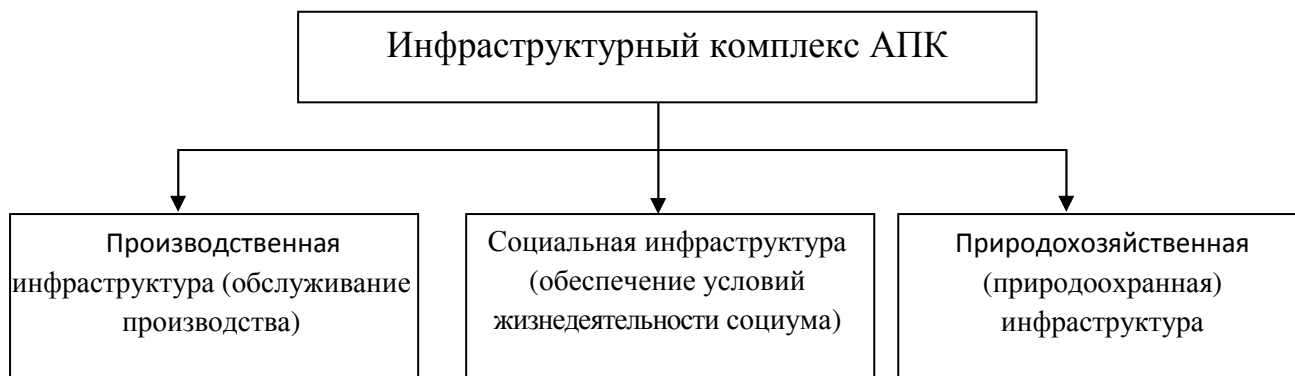 Инфраструктурный комплекс АПК
Производственная
инфраструктура (обслуживание
производства)
Социальная инфраструктура
(обеспечение условий
жизнедеятельности социума)
Природохозяйственная
(природоохранная)
инфраструктура